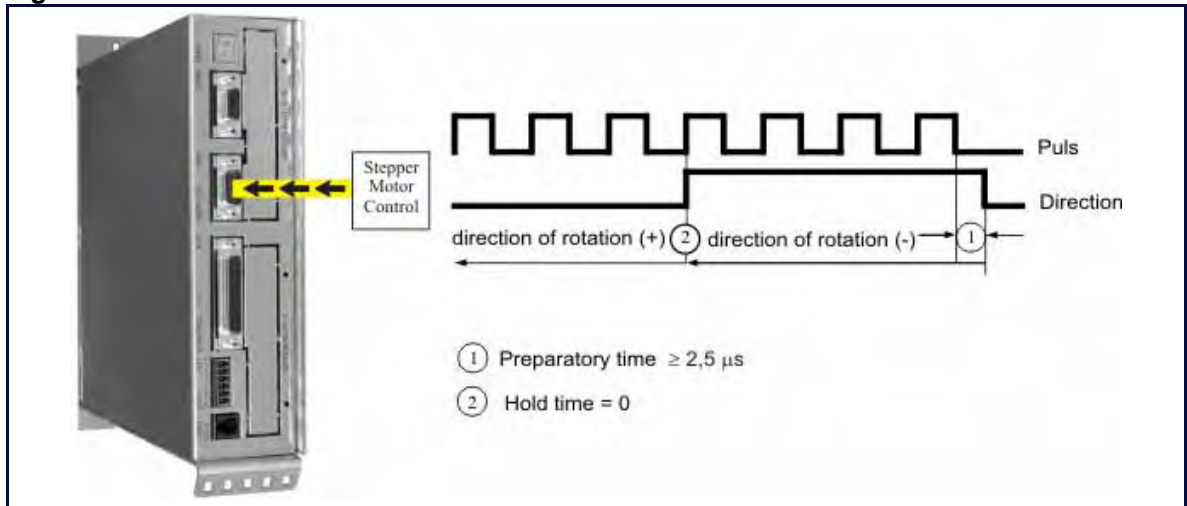 Stepper
Motor
Control
Puls
Direction
direction of rotation (+) 2 direction of rotation (-) 1
1 Preparatory time ≥ 2,5 µs
2 Hold time = 0